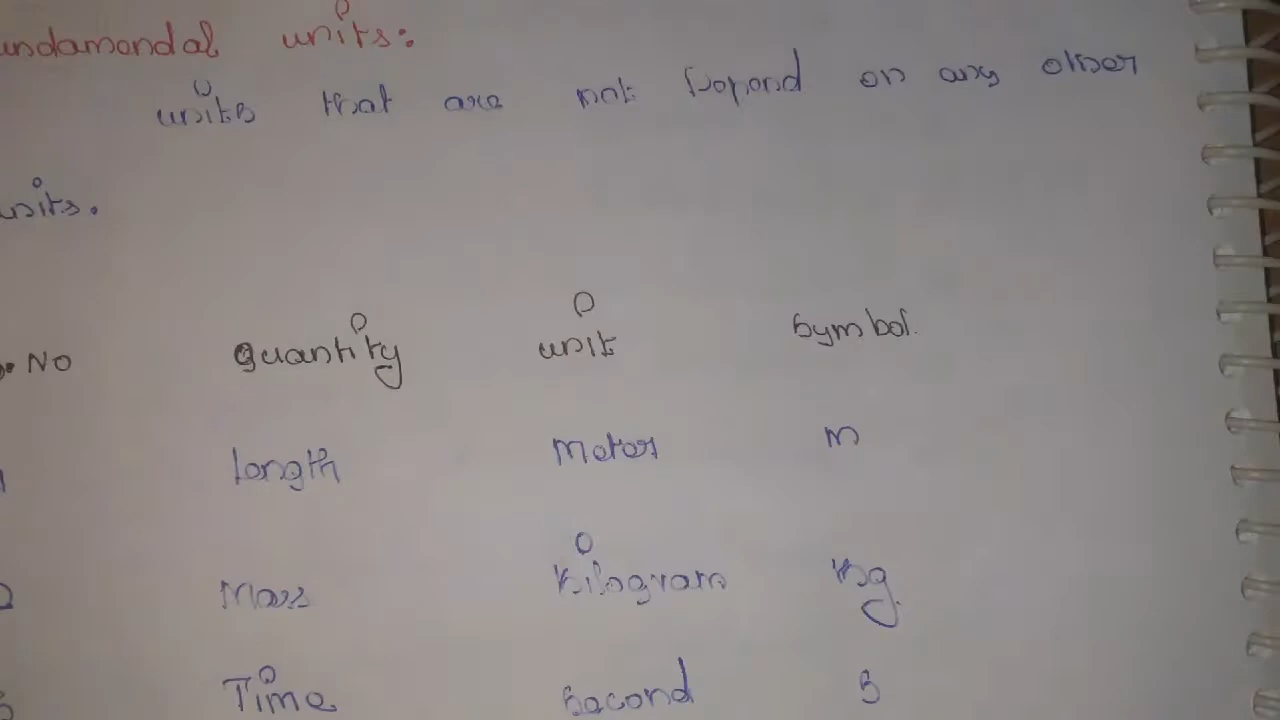 undamendal units:
units that are not Depend on any other
units.
. No quantity unit Symbol.
1 length Meter m
2 Mass kilogram kg.
3 Time Second S